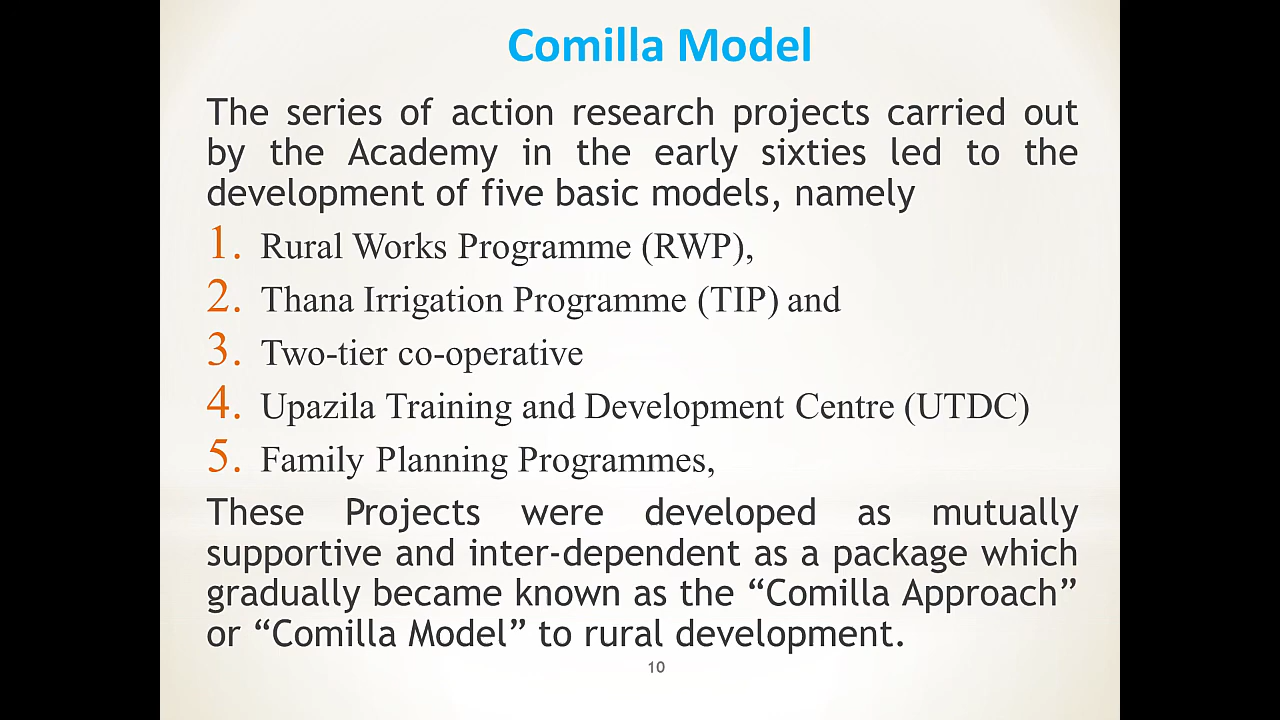 Comilla Model
The series of action research projects carried out
by the Academy in the early sixties led to the
development of five basic models, namely
1. Rural Works Programme (RWP),
2. Thana Irrigation Programme (TIP) and
3. Two-tier co-operative
4. Upazila Training and Development Centre (UTDC)
5. Family Planning Programmes,
These Projects were developed as mutually
supportive and inter-dependent as a package which
gradually became known as the “Comilla Approach”
or “Comilla Model” to rural development.
10